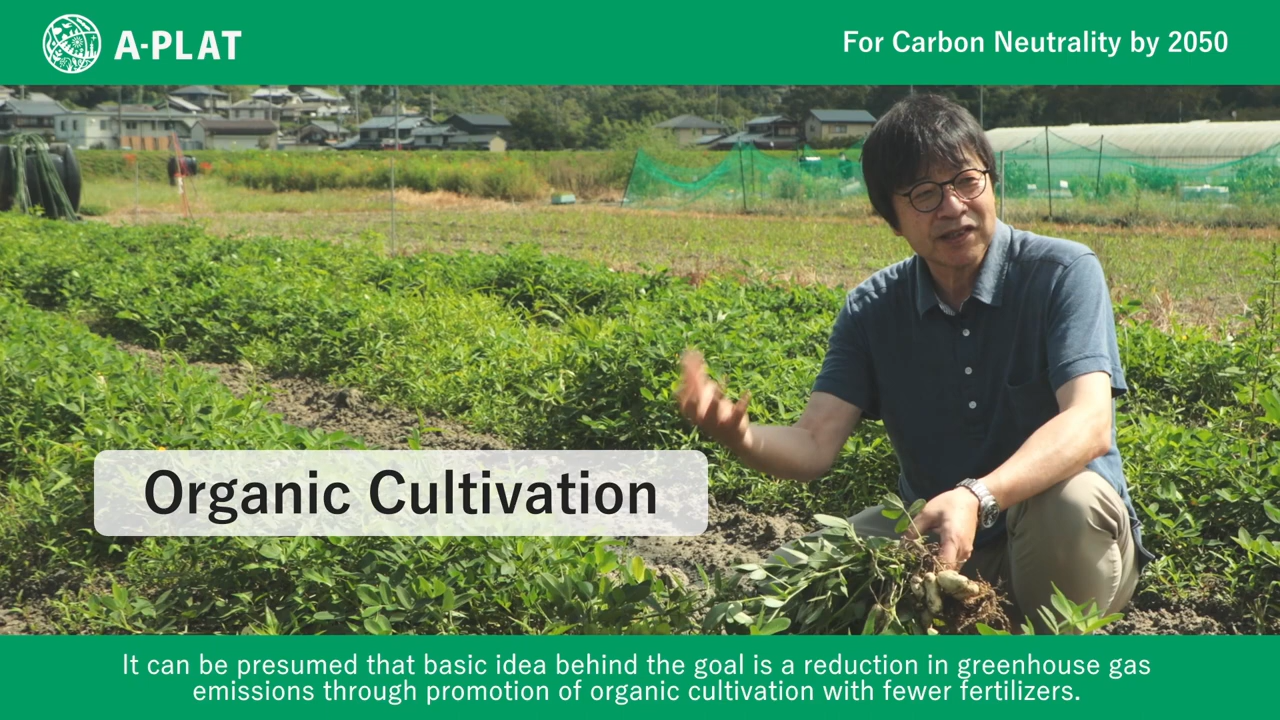 A-PLAT
For Carbon Neutrality by 2050
Organic Cultivation
It can be presumed that basic idea behind the goal is a reduction in greenhouse gas
emissions through promotion of organic cultivation with fewer fertilizers.